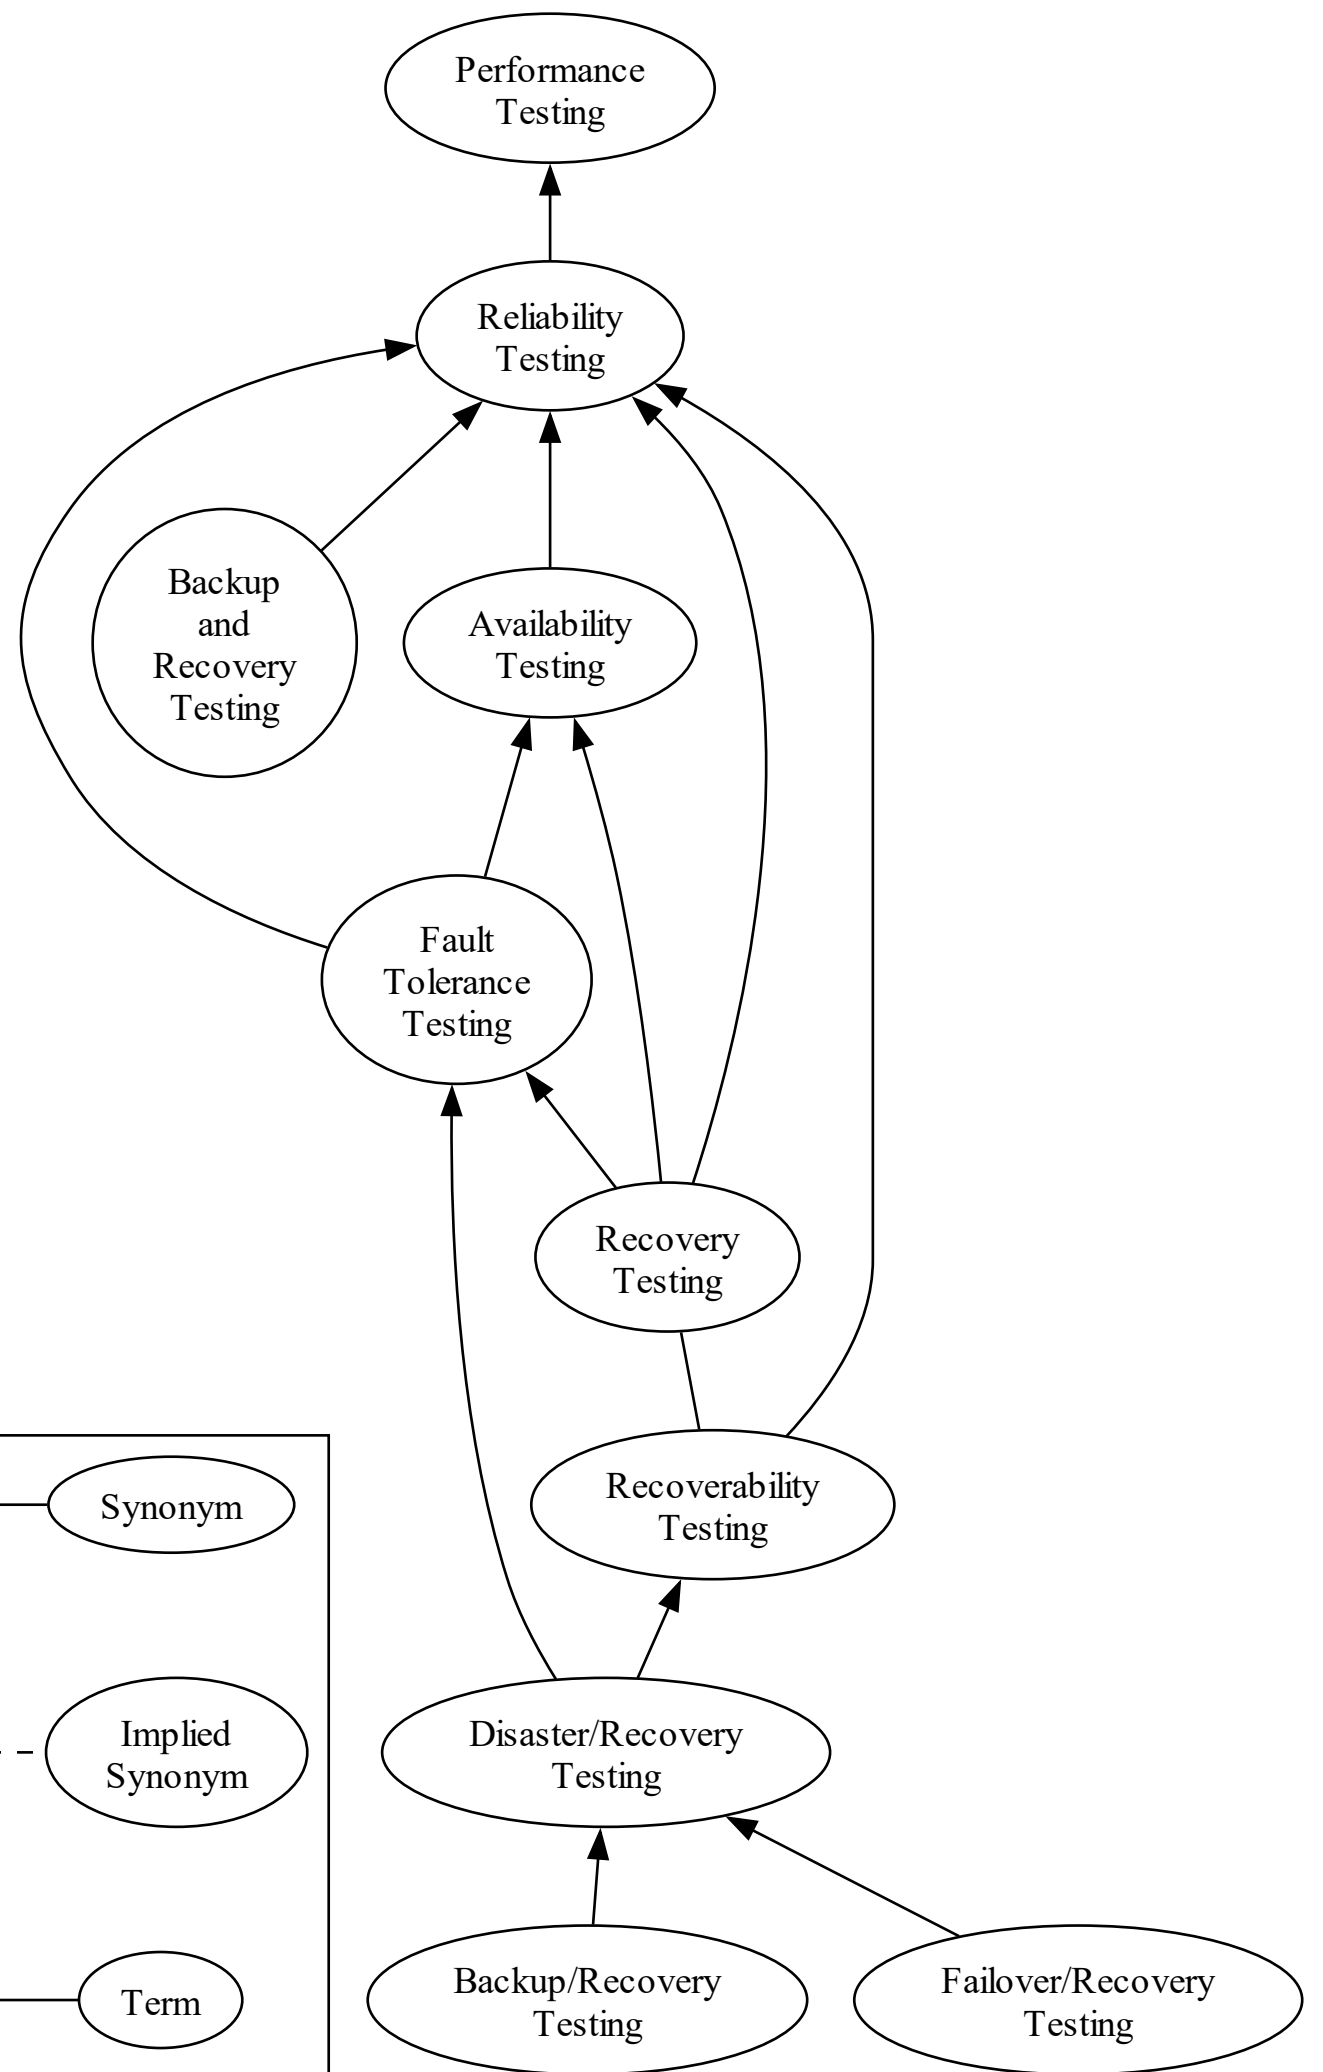 Performance
Testing
Reliability
Testing
Backup
and
Recovery
Testing
Availability
Testing
Fault
Tolerance
Testing
Recovery
Testing
Recoverability
Testing
Synonym
Implied
Synonym
Disaster/Recovery
Testing
Term
Backup/Recovery
Testing
Failover/Recovery
Testing